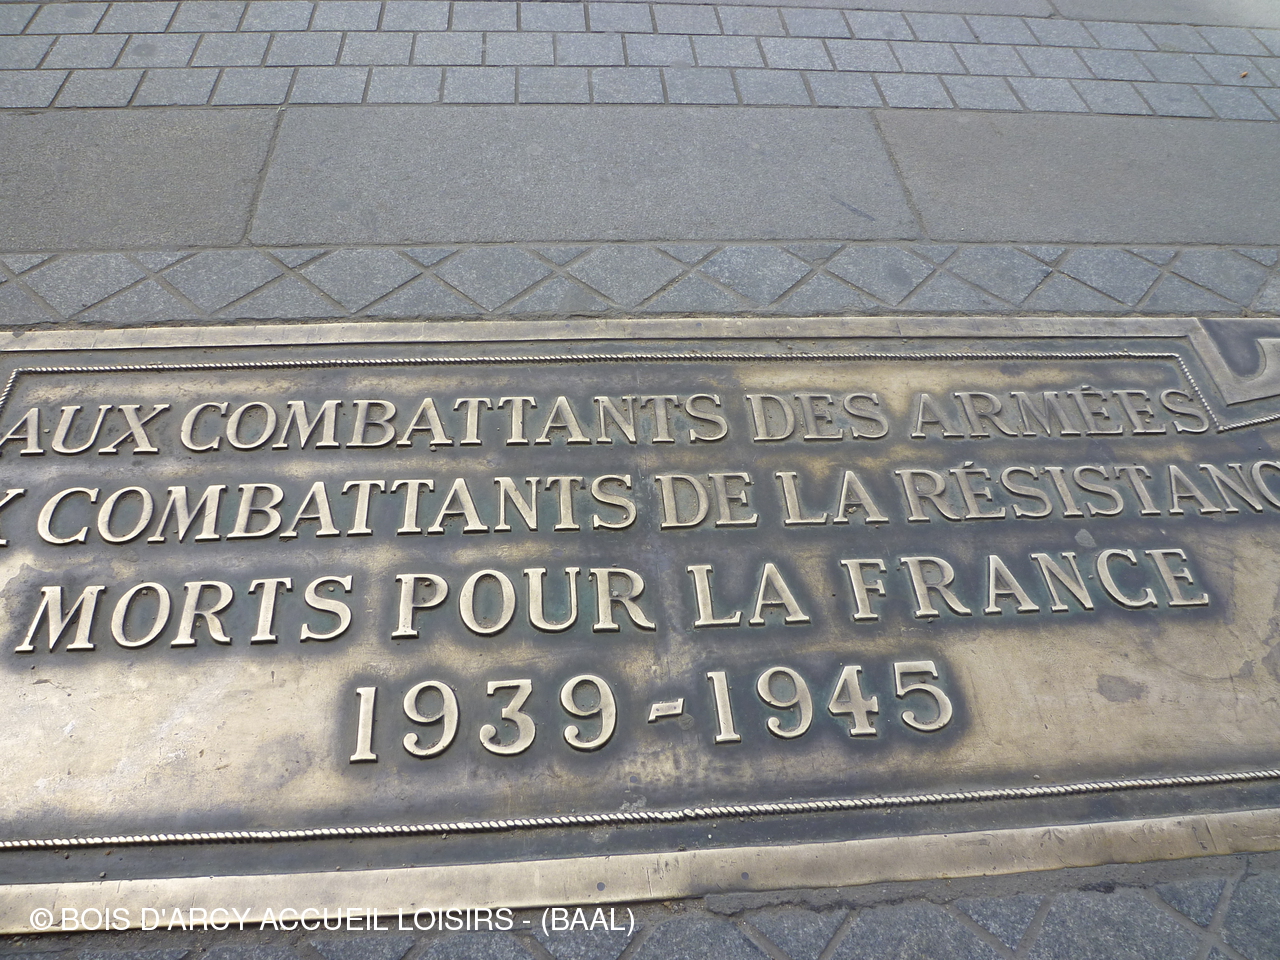 AUX COMBATTANTS DES ARMÉES
X COMBATTANTS DE LA RÉSISTANC
MORTS POUR LA FRANCE
1939-1945
© BOIS D'ARCY ACCUEIL LOISIRS - (BAAL)